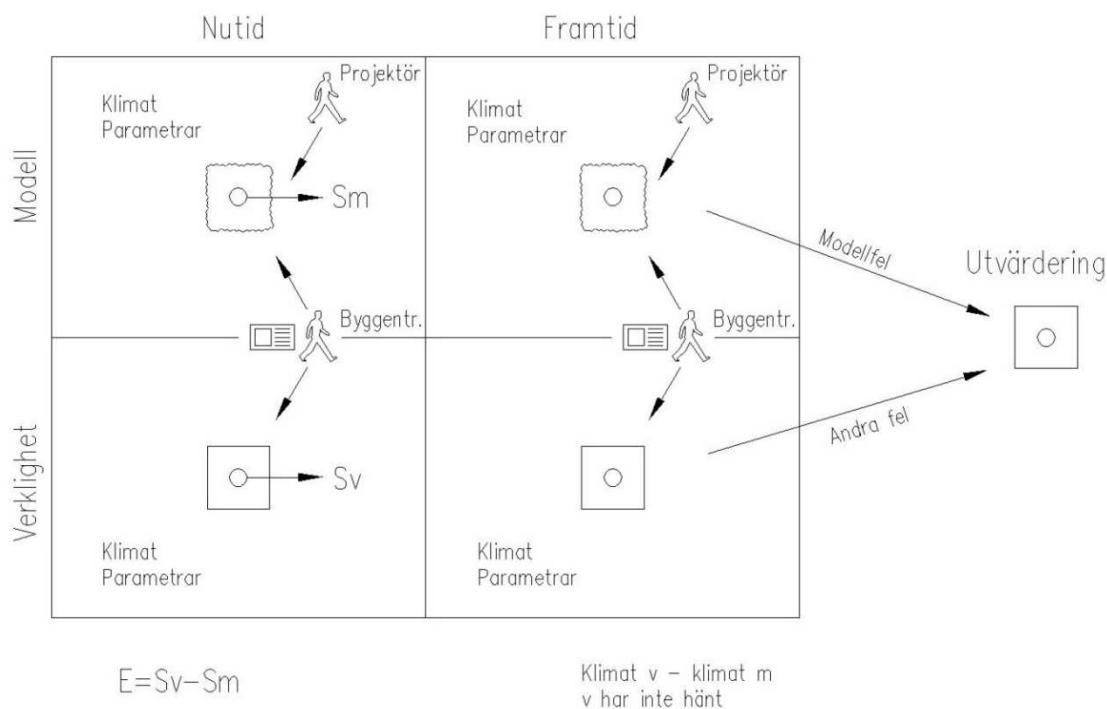 Nutid
Framtid
Modell
Klimat
Parametrar
Projektör
Sm
Klimat
Parametrar
Projektör
Modellfel
Utvärdering
Byggentr.
Byggentr.
Verklighet
Sv
Andra fel
Klimat
Parametrar
Klimat
Parametrar
E=Sv-Sm
Klimat v - klimat m
v har inte hänt